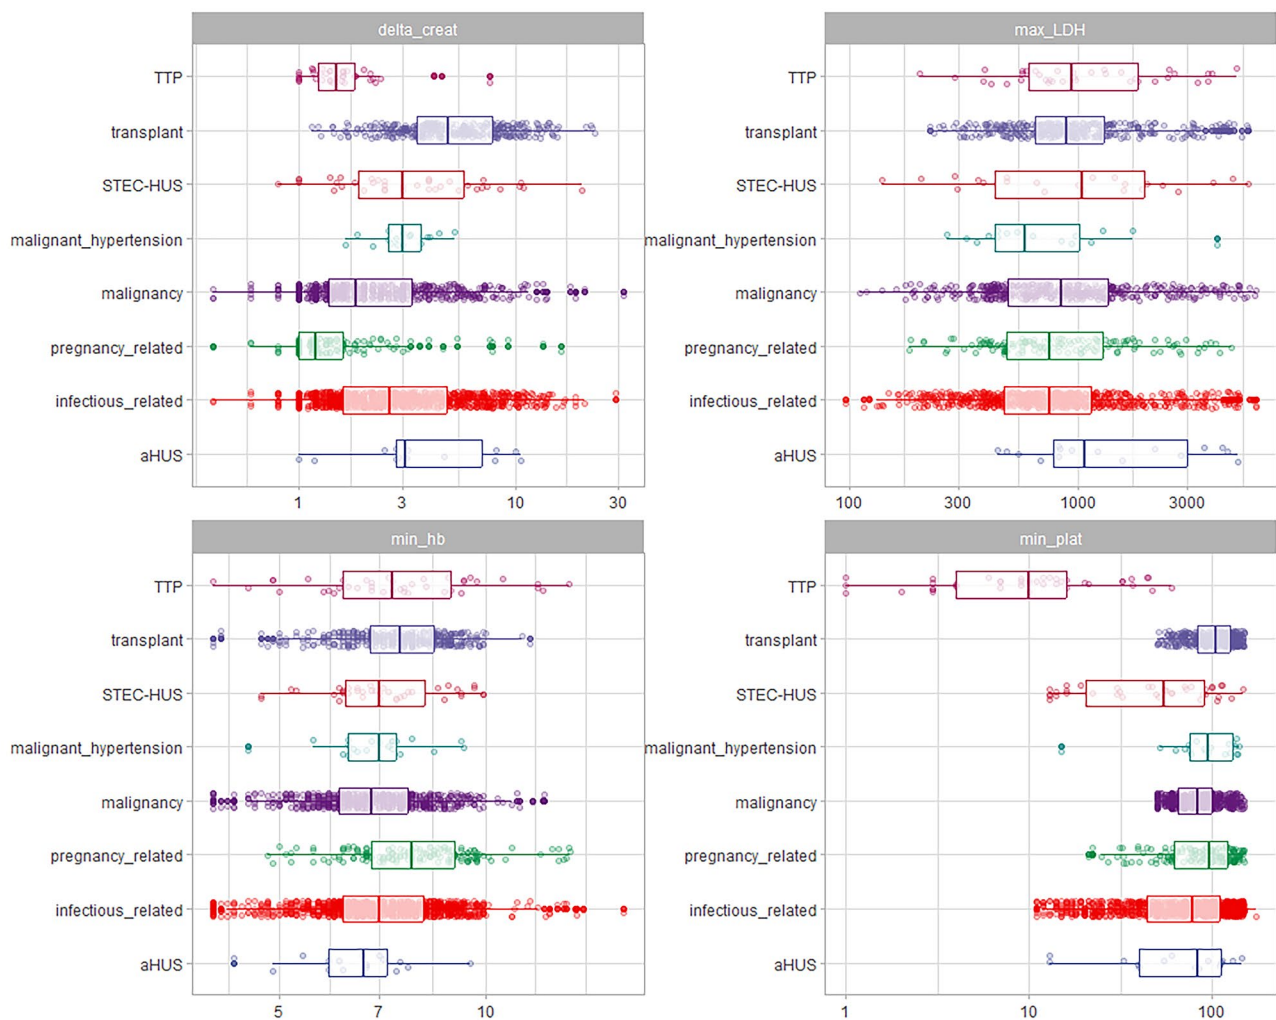 delta_creat
TTP
transplant
STEC-HUS
malignant_hypertension
malignancy
pregnancy_related
infectious_related
aHUS
1 3 10 30
max_LDH
TTP
transplant
STEC-HUS
malignant_hypertension
malignancy
pregnancy_related
infectious_related
aHUS
100 300 1000 3000
min_hb
TTP
transplant
STEC-HUS
malignant_hypertension
malignancy
pregnancy_related
infectious_related
aHUS
5 7 10
min_plat
TTP
transplant
STEC-HUS
malignant_hypertension
malignancy
pregnancy_related
infectious_related
aHUS
1 10 100